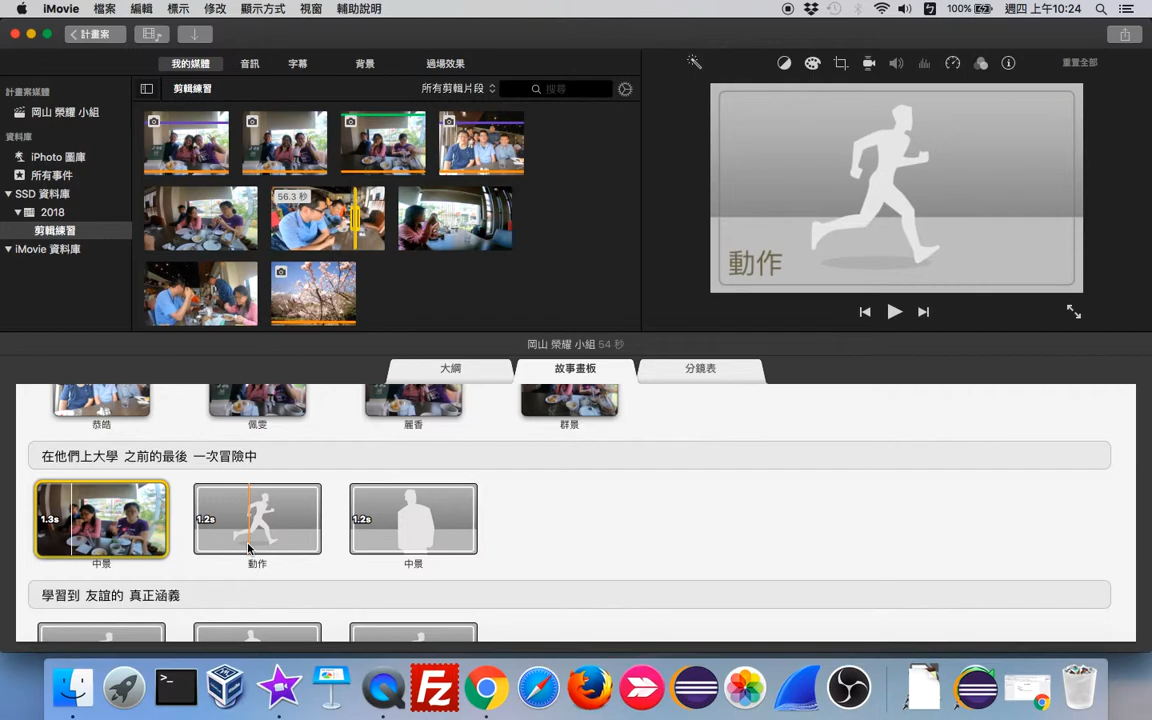 iMovie 檔案 編輯 標示 修改 顯示方式 視窗 輔助說明 100% 週四上午10:24
計畫案
我的媒體 音訊 字幕 背景 過場效果 重置全部
計畫案媒體
岡山 榮耀 小組
資料庫
iPhoto 圖庫
所有事件
SSD 資料庫
2018
剪輯練習
iMovie 資料庫
剪輯練習 所有剪輯片段 搜尋
56.3 秒
動作
岡山 榮耀 小組 54 秒
大綱 故事畫板 分鏡表
恭皓 佩雯 麗香 群景
在他們上大學 之前的最後 一次冒險中
1.3s 1.2s 1.2s
中景 動作 中景
學習到 友誼的 真正涵義